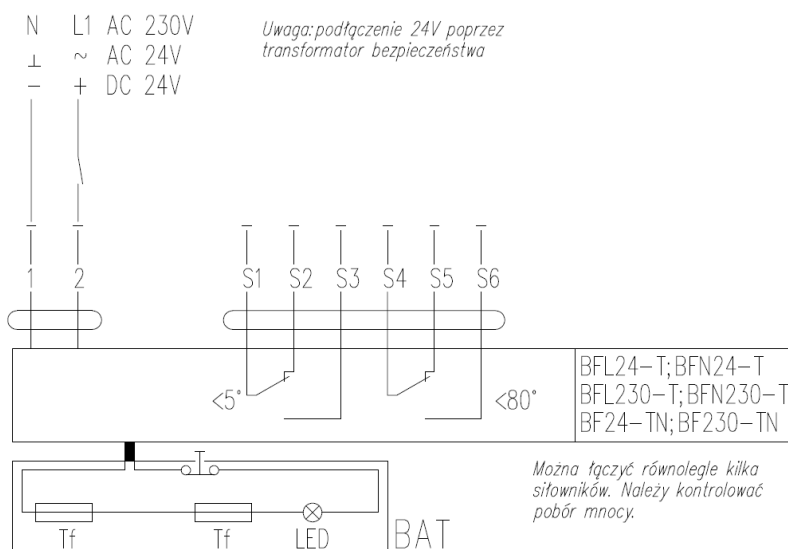 N L1 AC 230V
⊥ ~ AC 24V
− + DC 24V
Uwaga: podłączenie 24V poprzez
transformator bezpieczeństwa
1 2 S1 S2 S3 S4 S5 S6
<5° <80°
BFL24-T; BFN24-T
BFL230-T; BFN230-T
BF24-TN; BF230-TN
Można łączyć równolegle kilka
siłowników. Należy kontrolować
pobór mnocy.
Tf Tf LED BAT